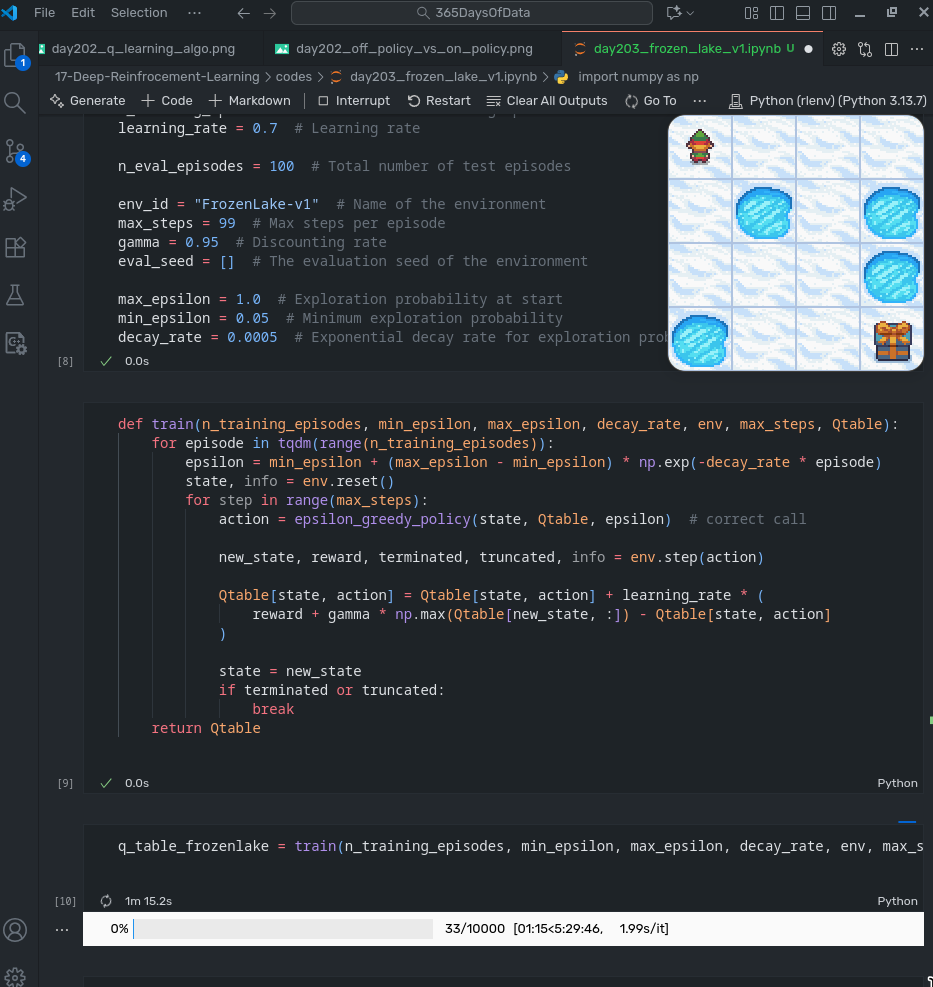 File Edit Selection ··· 365DaysOfData
day202_q_learning_algo.png day202_off_policy_vs_on_policy.png day203_frozen_lake_v1.ipynb U
17-Deep-Reinfrocement-Learning > codes > day203_frozen_lake_v1.ipynb > import numpy as np
Generate + Code + Markdown Interrupt Restart Clear All Outputs Go To ··· Python (rlenv) (Python 3.13.7)
learning_rate = 0.7 # Learning rate
n_eval_episodes = 100 # Total number of test episodes
env_id = "FrozenLake-v1" # Name of the environment
max_steps = 99 # Max steps per episode
gamma = 0.95 # Discounting rate
eval_seed = [] # The evaluation seed of the environment
max_epsilon = 1.0 # Exploration probability at start
min_epsilon = 0.05 # Minimum exploration probability
decay_rate = 0.0005 # Exponential decay rate for exploration
[8] 0.0s
def train(n_training_episodes, min_epsilon, max_epsilon, decay_rate, env, max_steps, Qtable):
for episode in tqdm(range(n_training_episodes)):
epsilon = min_epsilon + (max_epsilon - min_epsilon) * np.exp(-decay_rate * episode)
state, info = env.reset()
for step in range(max_steps):
action = epsilon_greedy_policy(state, Qtable, epsilon) # correct call
new_state, reward, terminated, truncated, info = env.step(action)
Qtable[state, action] = Qtable[state, action] + learning_rate * (
reward + gamma * np.max(Qtable[new_state, :]) - Qtable[state, action]
)
state = new_state
if terminated or truncated:
break
return Qtable
[9] 0.0s Python
q_table_frozenlake = train(n_training_episodes, min_epsilon, max_epsilon, decay_rate, env, max_s
[10] 1m 15.2s Python
··· 0% 33/10000 [01:15<5:29:46, 1.99s/it]
1
4